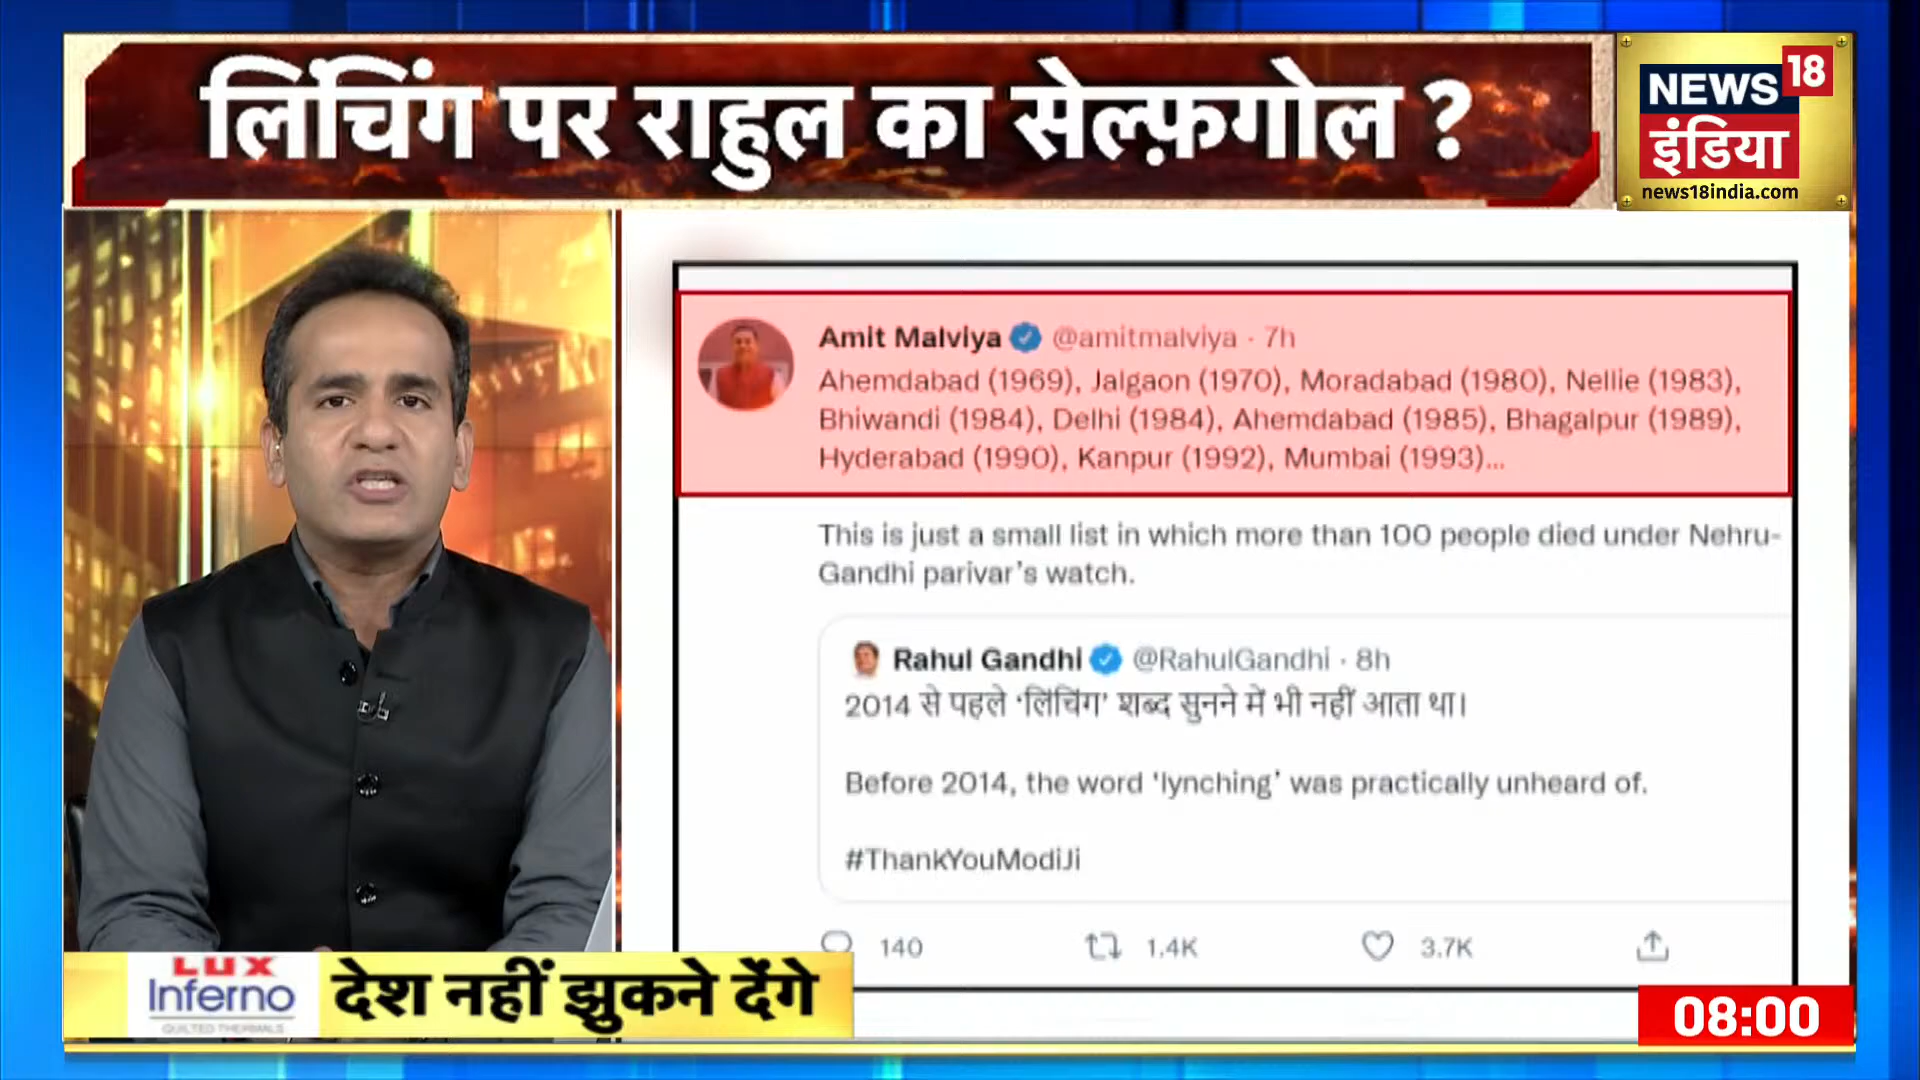 लिंचिंग पर राहुल का सेल्फ़गोल ?
NEWS 18
इंडिया
news18india.com
Amit Malviya @amitmalviya · 7h
Ahemdabad (1969), Jalgaon (1970), Moradabad (1980), Nellie (1983),
Bhiwandi (1984), Delhi (1984), Ahemdabad (1985), Bhagalpur (1989),
Hyderabad (1990), Kanpur (1992), Mumbai (1993)...
This is just a small list in which more than 100 people died under Nehru-
Gandhi parivar's watch.
Rahul Gandhi @RahulGandhi · 8h
2014 से पहले ‘लिंचिंग’ शब्द सुनने में भी नहीं आता था।
Before 2014, the word ‘lynching’ was practically unheard of.
#ThankYouModiJi
140 1.4K 3.7K
LUX
Inferno
QUILTED THERMALS
देश नहीं झुकने देंगे
08:00